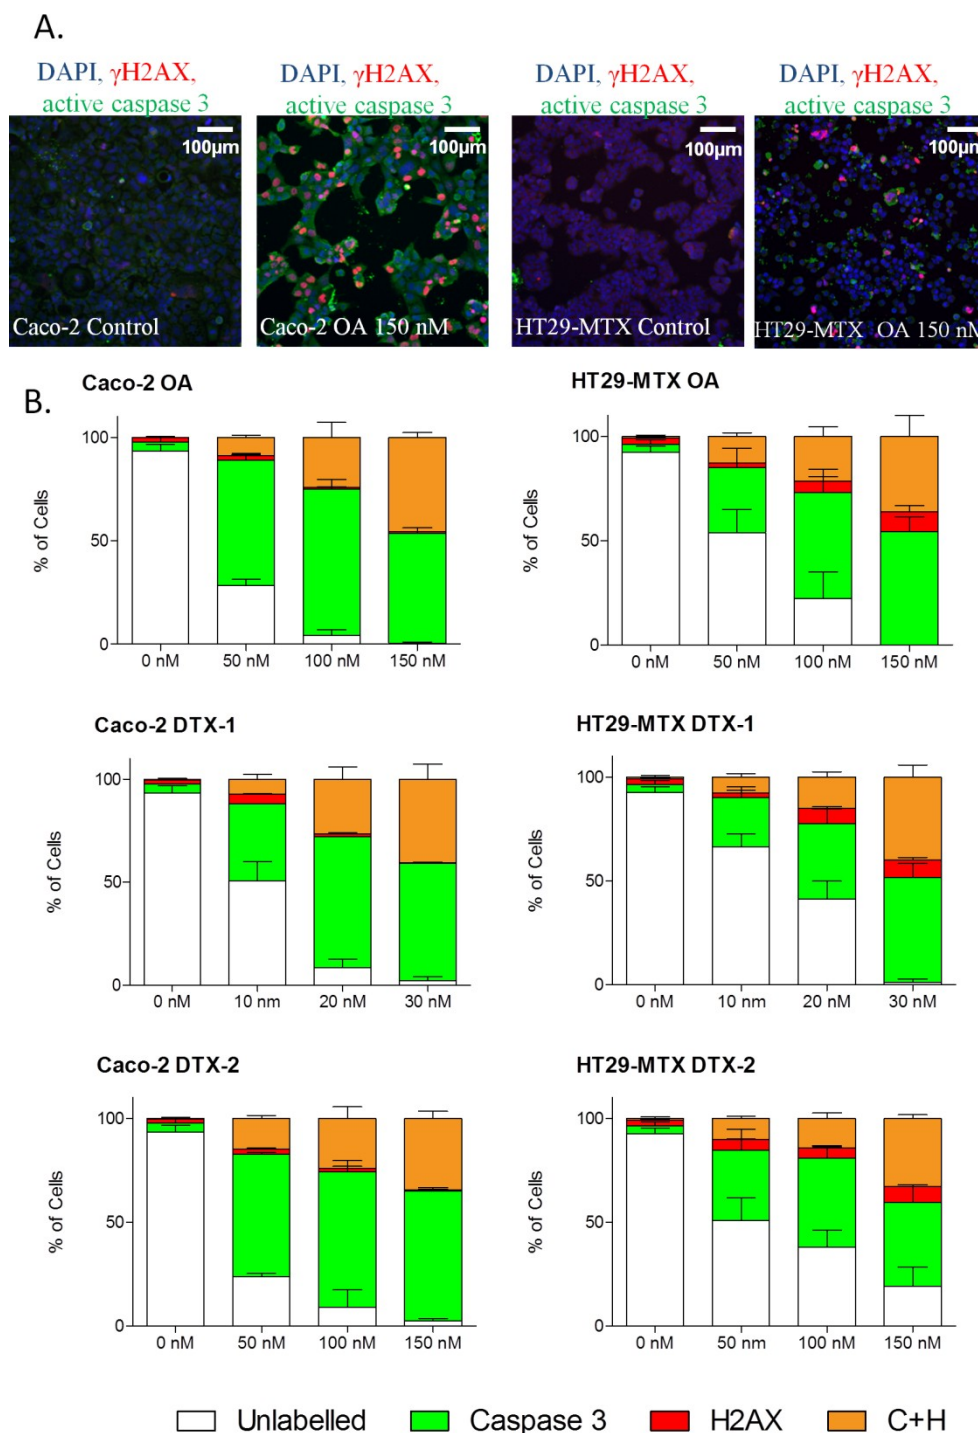 A.
DAPI, γH2AX,
active caspase 3
DAPI, γH2AX,
active caspase 3
DAPI, γH2AX,
active caspase 3
DAPI, γH2AX,
active caspase 3
100μm
100μm
100μm
100μm
Caco-2 Control
Caco-2 OA 150 nM
HT29-MTX Control
HT29-MTX OA 150 nM
B.
Caco-2 OA
% of Cells
100
50
0
0 nM
50 nM
100 nM
150 nM
HT29-MTX OA
% of Cells
100
50
0
0 nM
50 nM
100 nM
150 nM
Caco-2 DTX-1
% of Cells
100
50
0
0 nM
10 nm
20 nM
30 nM
HT29-MTX DTX-1
% of Cells
100
50
0
0 nM
10 nm
20 nM
30 nM
Caco-2 DTX-2
% of Cells
100
50
0
0 nM
50 nM
100 nM
150 nM
HT29-MTX DTX-2
% of Cells
100
50
0
0 nM
50 nm
100 nM
150 nM
Unlabelled
Caspase 3
H2AX
C+H